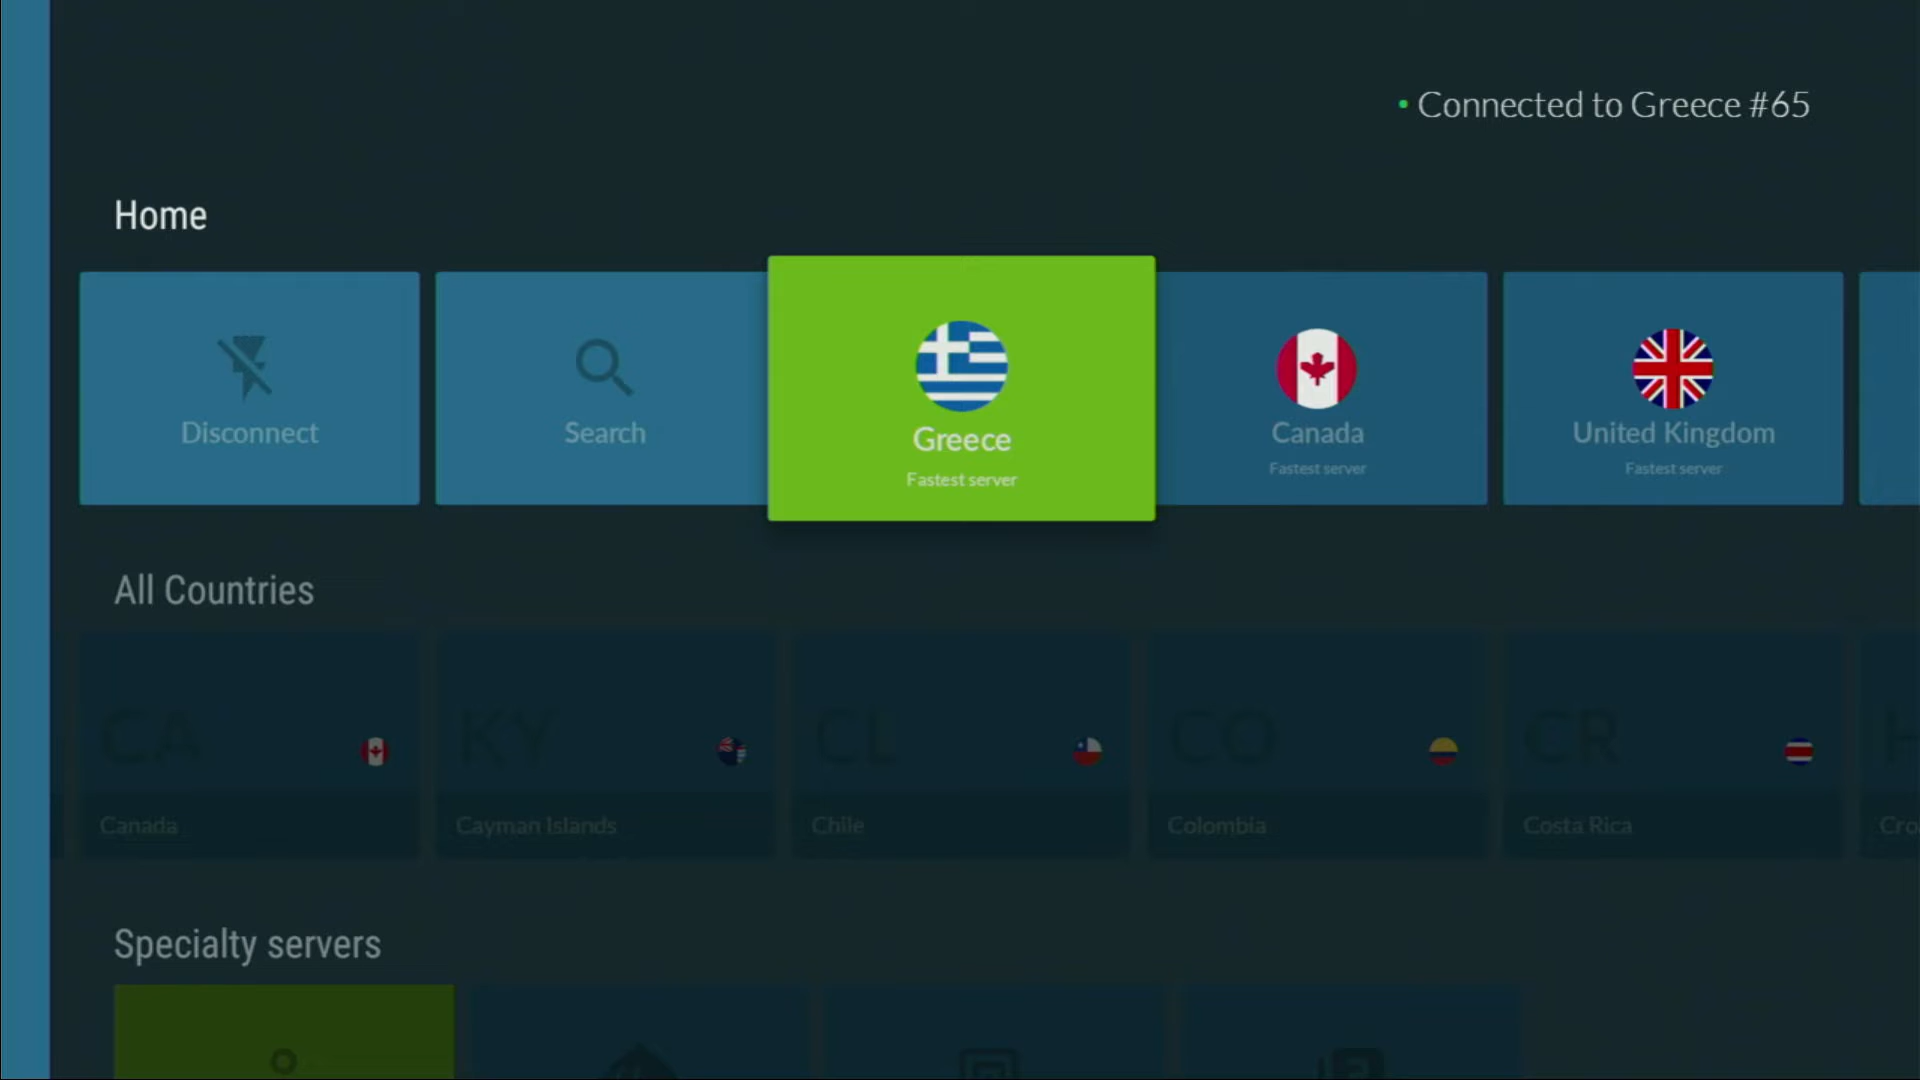 Connected to Greece #65
Home
Disconnect
Search
Greece
Fastest server
Canada
Fastest server
United Kingdom
Fastest server
All Countries
CA
KY
CL
CO
CR
H
Canada
Cayman Islands
Chile
Colombia
Costa Rica
Cro
Specialty servers